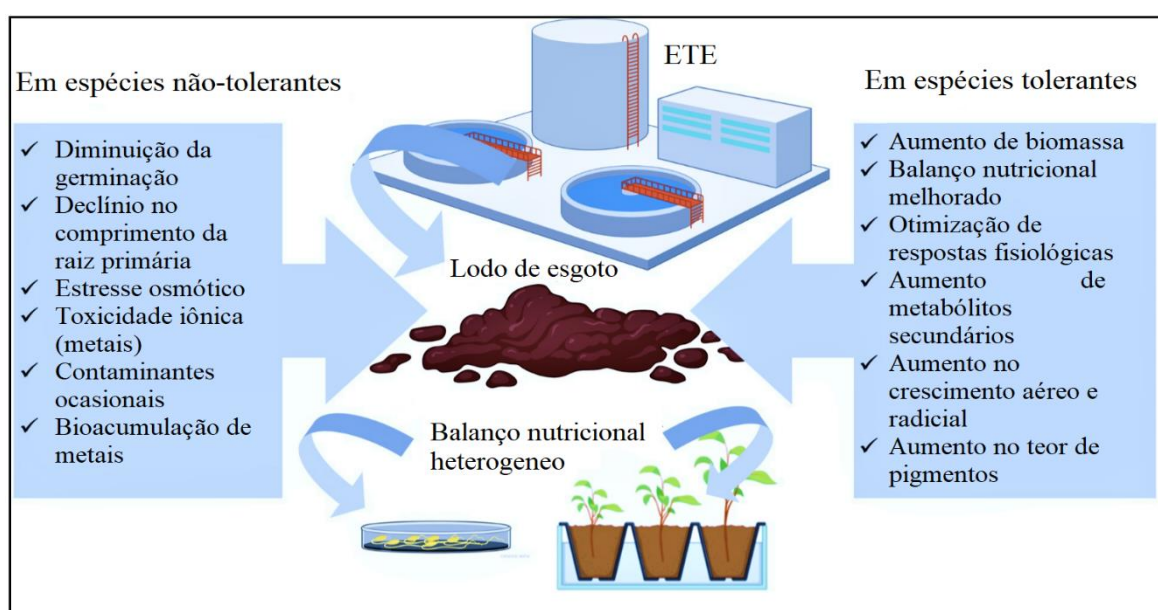 ETE
Em espécies não-tolerantes
✓ Diminuição da
germinação
✓ Declínio no
comprimento da
raiz primária
✓ Estresse osmótico
✓ Toxicidade iônica
(metais)
✓ Contaminantes
ocasionais
✓ Bioacumulação de
metais
Lodo de esgoto
Balanço nutricional
heterogeneo
Em espécies tolerantes
✓ Aumento de biomassa
✓ Balanço nutricional
melhorado
✓ Otimização de
respostas fisiológicas
✓ Aumento de
metabólitos
secundários
✓ Aumento no
crescimento aéreo e
radicial
✓ Aumento no teor de
pigmentos